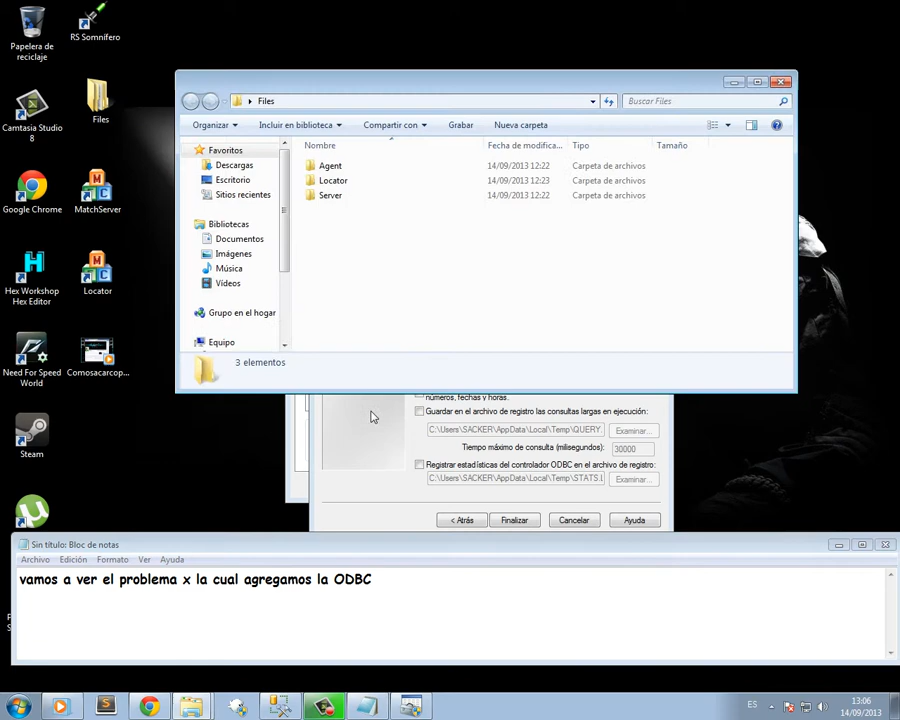 Papelera de
reciclaje
RS Somnífero
Camtasia Studio
8
Files
Google Chrome
MatchServer
Hex Workshop
Hex Editor
Locator
Need For Speed
World
Comosacarcop...
Steam
Files
Buscar Files
Organizar
Incluir en biblioteca
Compartir con
Grabar
Nueva carpeta
Nombre
Fecha de modifica...
Tipo
Tamaño
Favoritos
Descargas
Escritorio
Sitios recientes
Bibliotecas
Documentos
Imágenes
Música
Vídeos
Grupo en el hogar
Equipo
Agent 14/09/2013 12:22 Carpeta de archivos
Locator 14/09/2013 12:23 Carpeta de archivos
Server 14/09/2013 12:22 Carpeta de archivos
3 elementos
números, fechas y horas.
Guardar en el archivo de registro las consultas largas en ejecución:
C:\Users\SACKER\AppData\Local\Temp\QUERY. Examinar...
Tiempo máximo de consulta (milisegundos): 30000
Registrar estadísticas del controlador ODBC en el archivo de registro:
C:\Users\SACKER\AppData\Local\Temp\STATS.L Examinar...
< Atrás Finalizar Cancelar Ayuda
Sin título: Bloc de notas
Archivo Edición Formato Ver Ayuda
vamos a ver el problema x la cual agregamos la ODBC
ES
13:06
14/09/2013